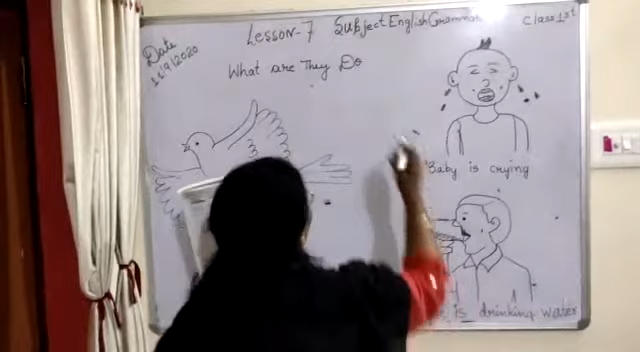 Date
11/9/2020
Lesson-7 Subject English Grammar Class 1st
What are They Do
Baby is crying
is drinking water